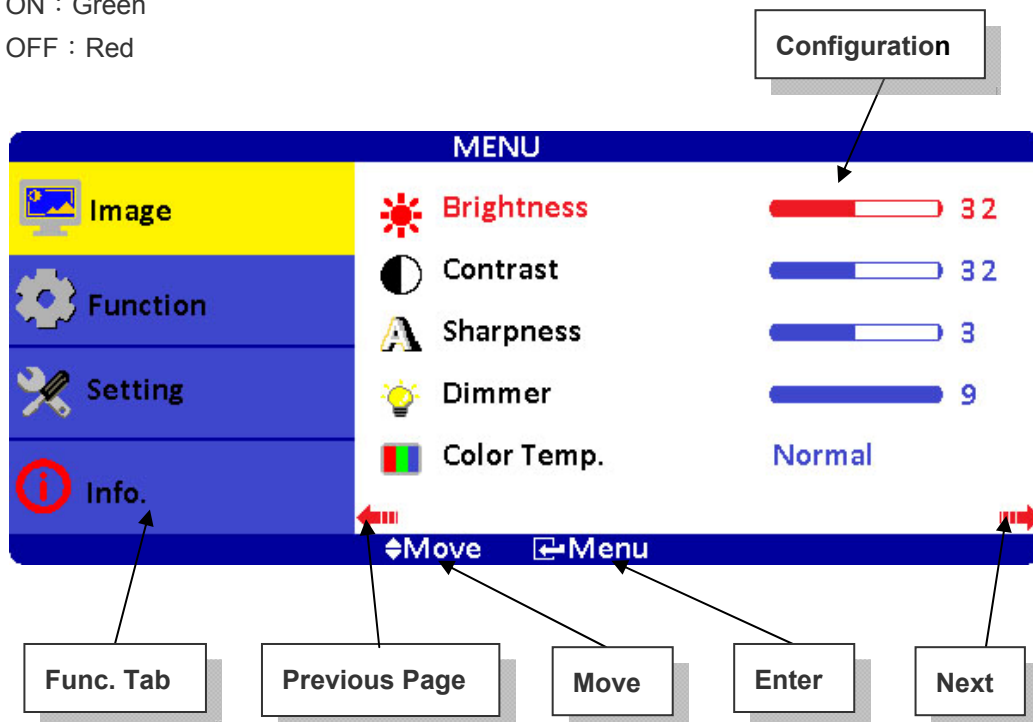 ON：Green
OFF：Red
Configuration
MENU
Image
Function
Setting
Info.
Brightness 32
Contrast 32
Sharpness 3
Dimmer 9
Color Temp. Normal
Move Menu
Func. Tab
Previous Page
Move
Enter
Next